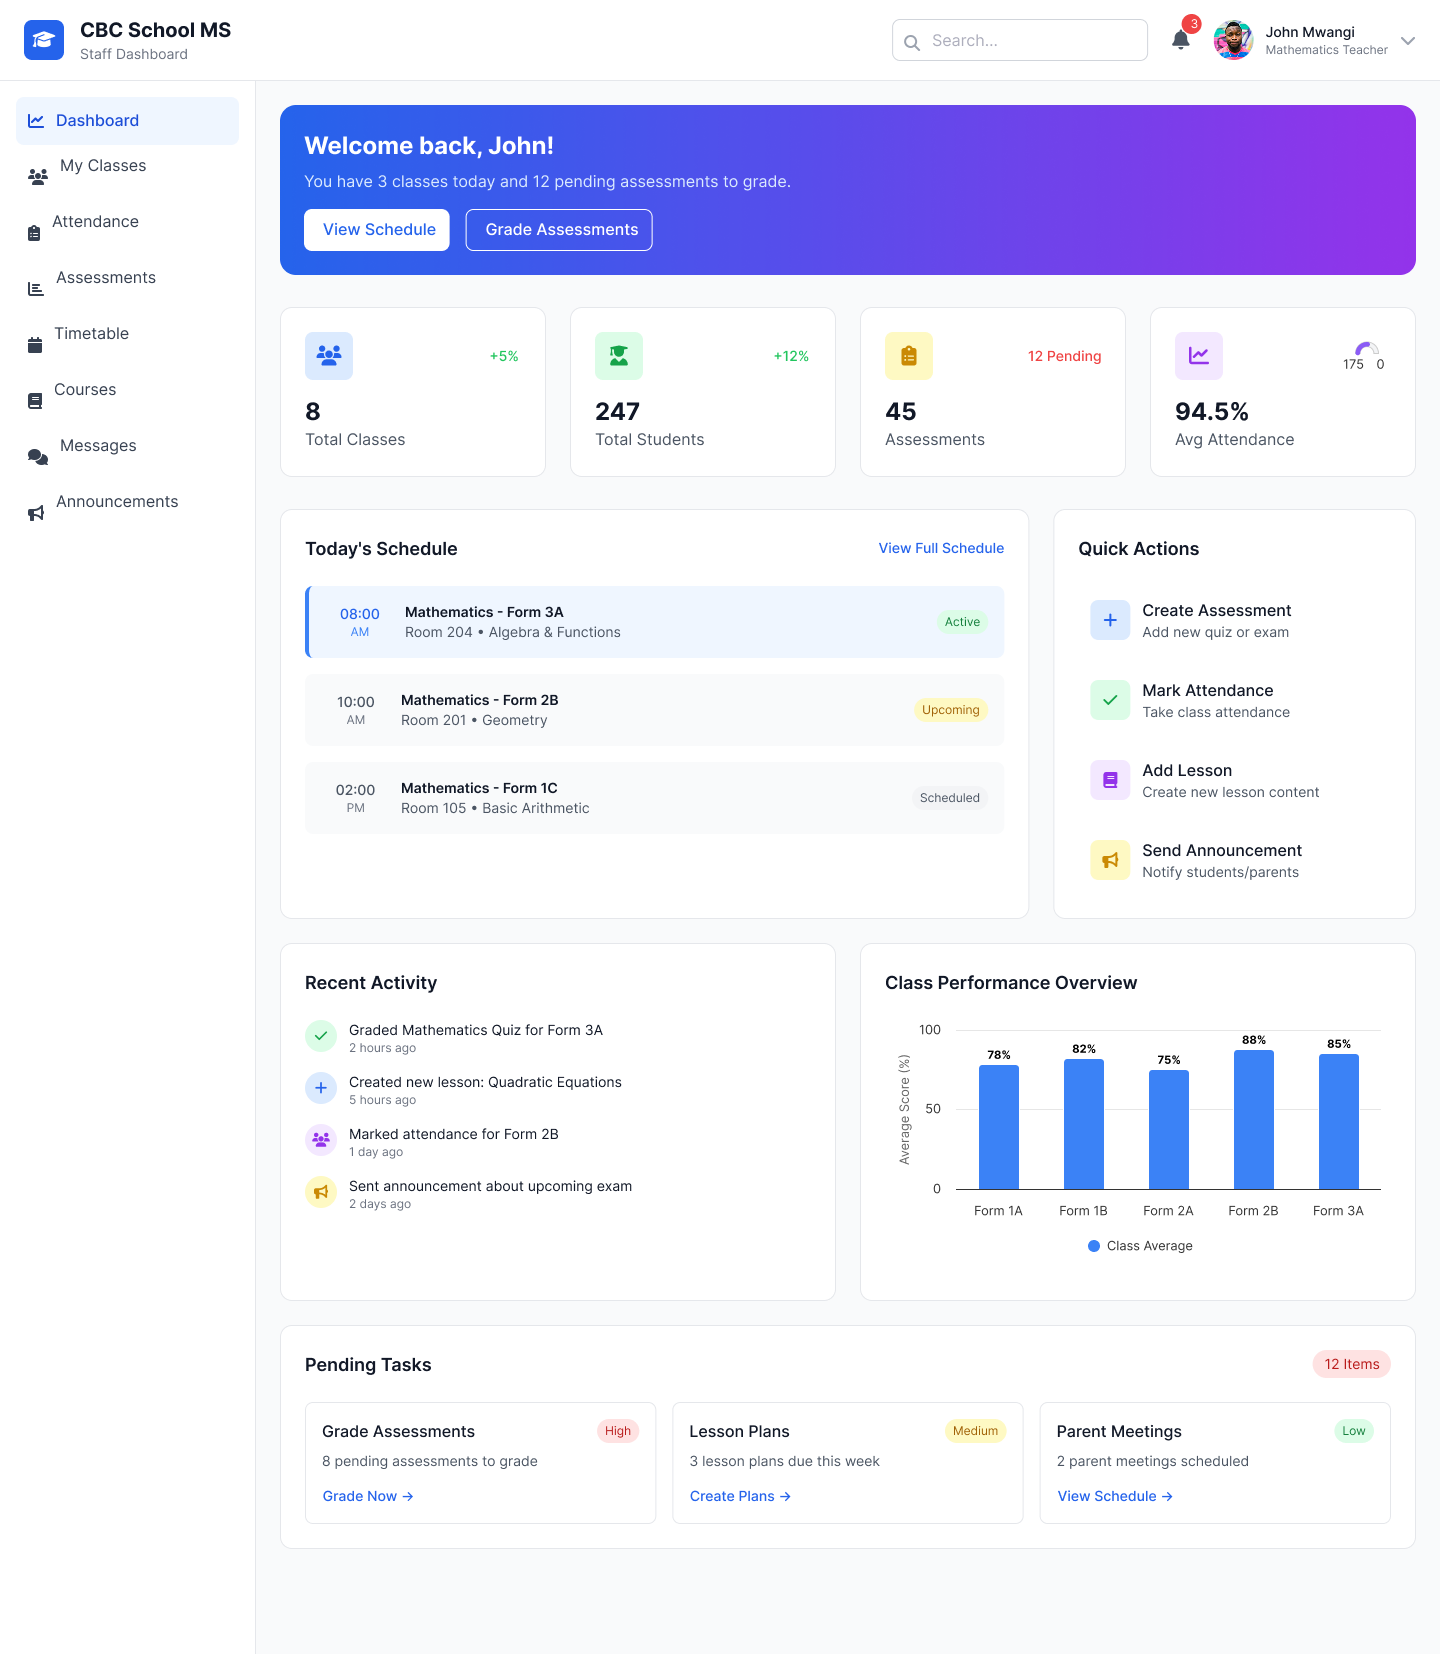 CBC School MS
Staff Dashboard
Search...
3
John Mwangi
Mathematics Teacher
Dashboard
My Classes
Attendance
Assessments
Timetable
Courses
Messages
Announcements
Welcome back, John!
You have 3 classes today and 12 pending assessments to grade.
View Schedule
Grade Assessments
+5%
8
Total Classes
+12%
247
Total Students
12 Pending
45
Assessments
175 0
94.5%
Avg Attendance
Today's Schedule
View Full Schedule
08:00
AM
Mathematics - Form 3A
Room 204 • Algebra & Functions
Active
10:00
AM
Mathematics - Form 2B
Room 201 • Geometry
Upcoming
02:00
PM
Mathematics - Form 1C
Room 105 • Basic Arithmetic
Scheduled
Quick Actions
Create Assessment
Add new quiz or exam
Mark Attendance
Take class attendance
Add Lesson
Create new lesson content
Send Announcement
Notify students/parents
Recent Activity
Graded Mathematics Quiz for Form 3A
2 hours ago
Created new lesson: Quadratic Equations
5 hours ago
Marked attendance for Form 2B
1 day ago
Sent announcement about upcoming exam
2 days ago
Class Performance Overview
Average Score (%)
100
50
0
78%
82%
75%
88%
85%
Form 1A
Form 1B
Form 2A
Form 2B
Form 3A
Class Average
Pending Tasks
12 Items
Grade Assessments
High
8 pending assessments to grade
Grade Now →
Lesson Plans
Medium
3 lesson plans due this week
Create Plans →
Parent Meetings
Low
2 parent meetings scheduled
View Schedule →